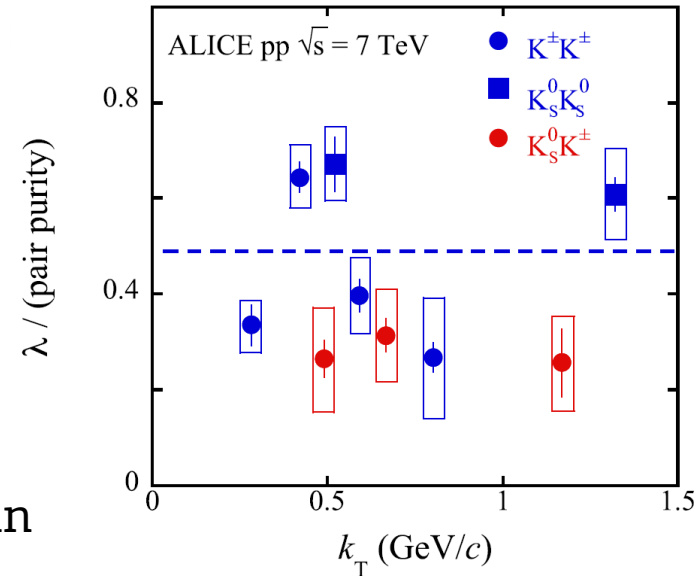 ALICE pp √s = 7 TeV
K±K±
K⁰ₛK⁰ₛ
K⁰ₛK±
0.8
0.4
0
λ / (pair purity)
0 0.5 1 1.5
k_T (GeV/c)